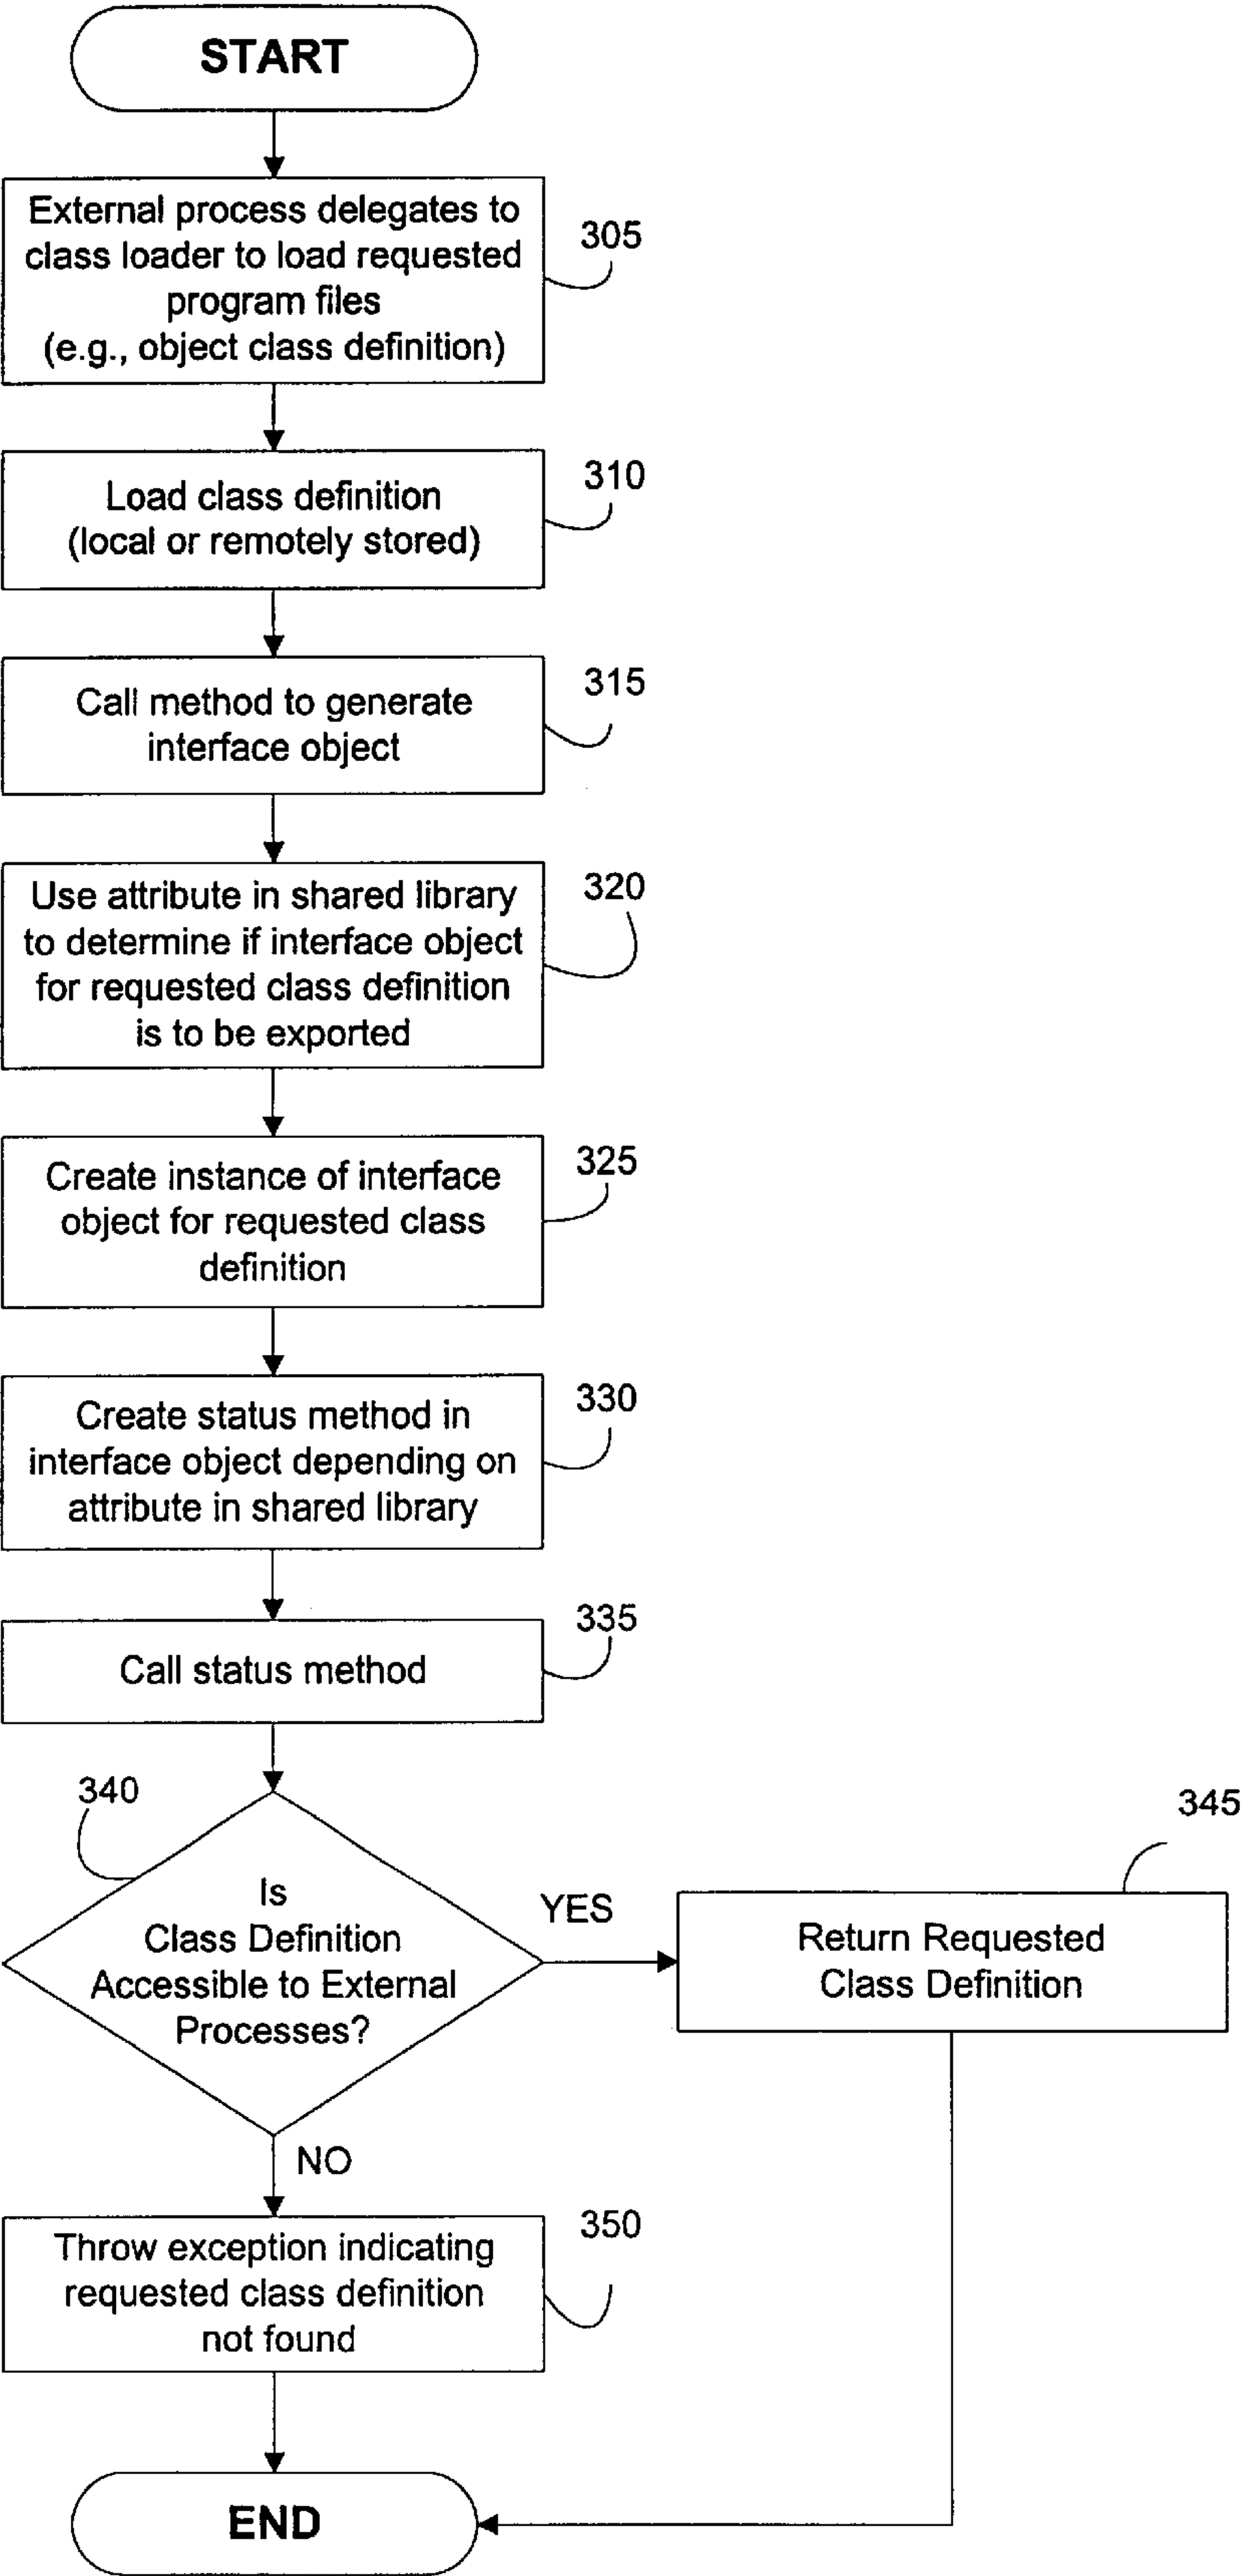 START
External process delegates to
class loader to load requested
program files
(e.g., object class definition)
305
Load class definition
(local or remotely stored)
310
Call method to generate
interface object
315
Use attribute in shared library
to determine if interface object
for requested class definition
is to be exported
320
Create instance of interface
object for requested class
definition
325
Create status method in
interface object depending on
attribute in shared library
330
Call status method
335
340
Is
Class Definition
Accessible to External
Processes?
YES
345
Return Requested
Class Definition
NO
Throw exception indicating
requested class definition
not found
350
END